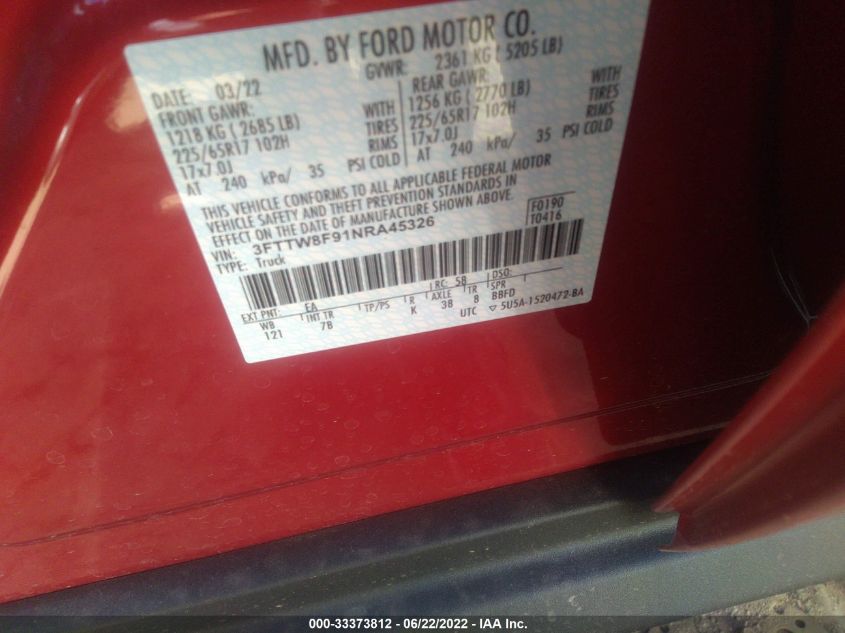 MFD. BY FORD MOTOR CO.
DATE: 03/22 GVWR: 2361 KG ( 5205 LB)
FRONT GAWR: WITH REAR GAWR: WITH
1218 KG ( 2685 LB) TIRES 1256 KG ( 2770 LB) TIRES
225/65R17 102H RIMS 225/65R17 102H RIMS
17x7.0J 17x7.0J
AT 240 kPa/ 35 PSI COLD AT 240 kPa/ 35 PSI COLD
THIS VEHICLE CONFORMS TO ALL APPLICABLE FEDERAL MOTOR
VEHICLE SAFETY AND THEFT PREVENTION STANDARDS IN
EFFECT ON THE DATE OF MANUFACTURE SHOWN ABOVE.
VIN: 3FTTW8F91NRA45326
TYPE: Truck
F0190
T0416
EXT PNT: EA RC: 5B DSO:
WB INT TR TP/PS R AXLE TR SPR
121 7B K 3B 8 BBFD
UTC ▽ 5U5A-1520472-BA
000-33373812 - 06/22/2022 - IAA Inc.